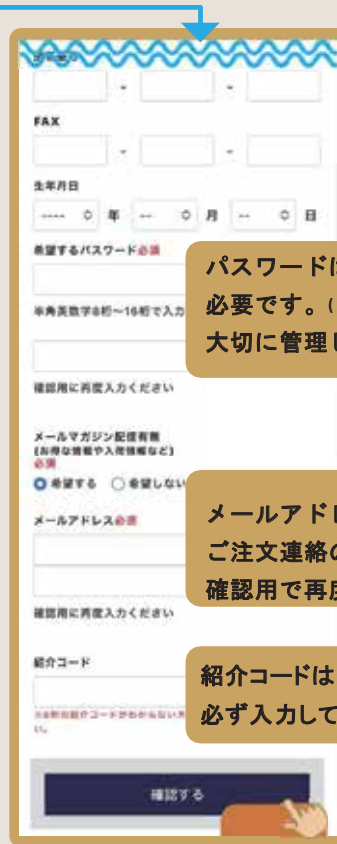 - -
FAX
- -
生年月日
---- 年 -- 月 -- 日
希望するパスワード必須
半角英数字8桁～16桁で入力
確認用に再度入力ください
パスワードは
必要です。(
大切に管理し
メールマガジン配信有無
(お得な情報や入荷情報など)
必須
希望する 希望しない
メールアドレス必須
確認用に再度入力ください
メールアドレ
ご注文連絡の
確認用で再度
紹介コード
紹介コードは
必ず入力して
い。
確認する